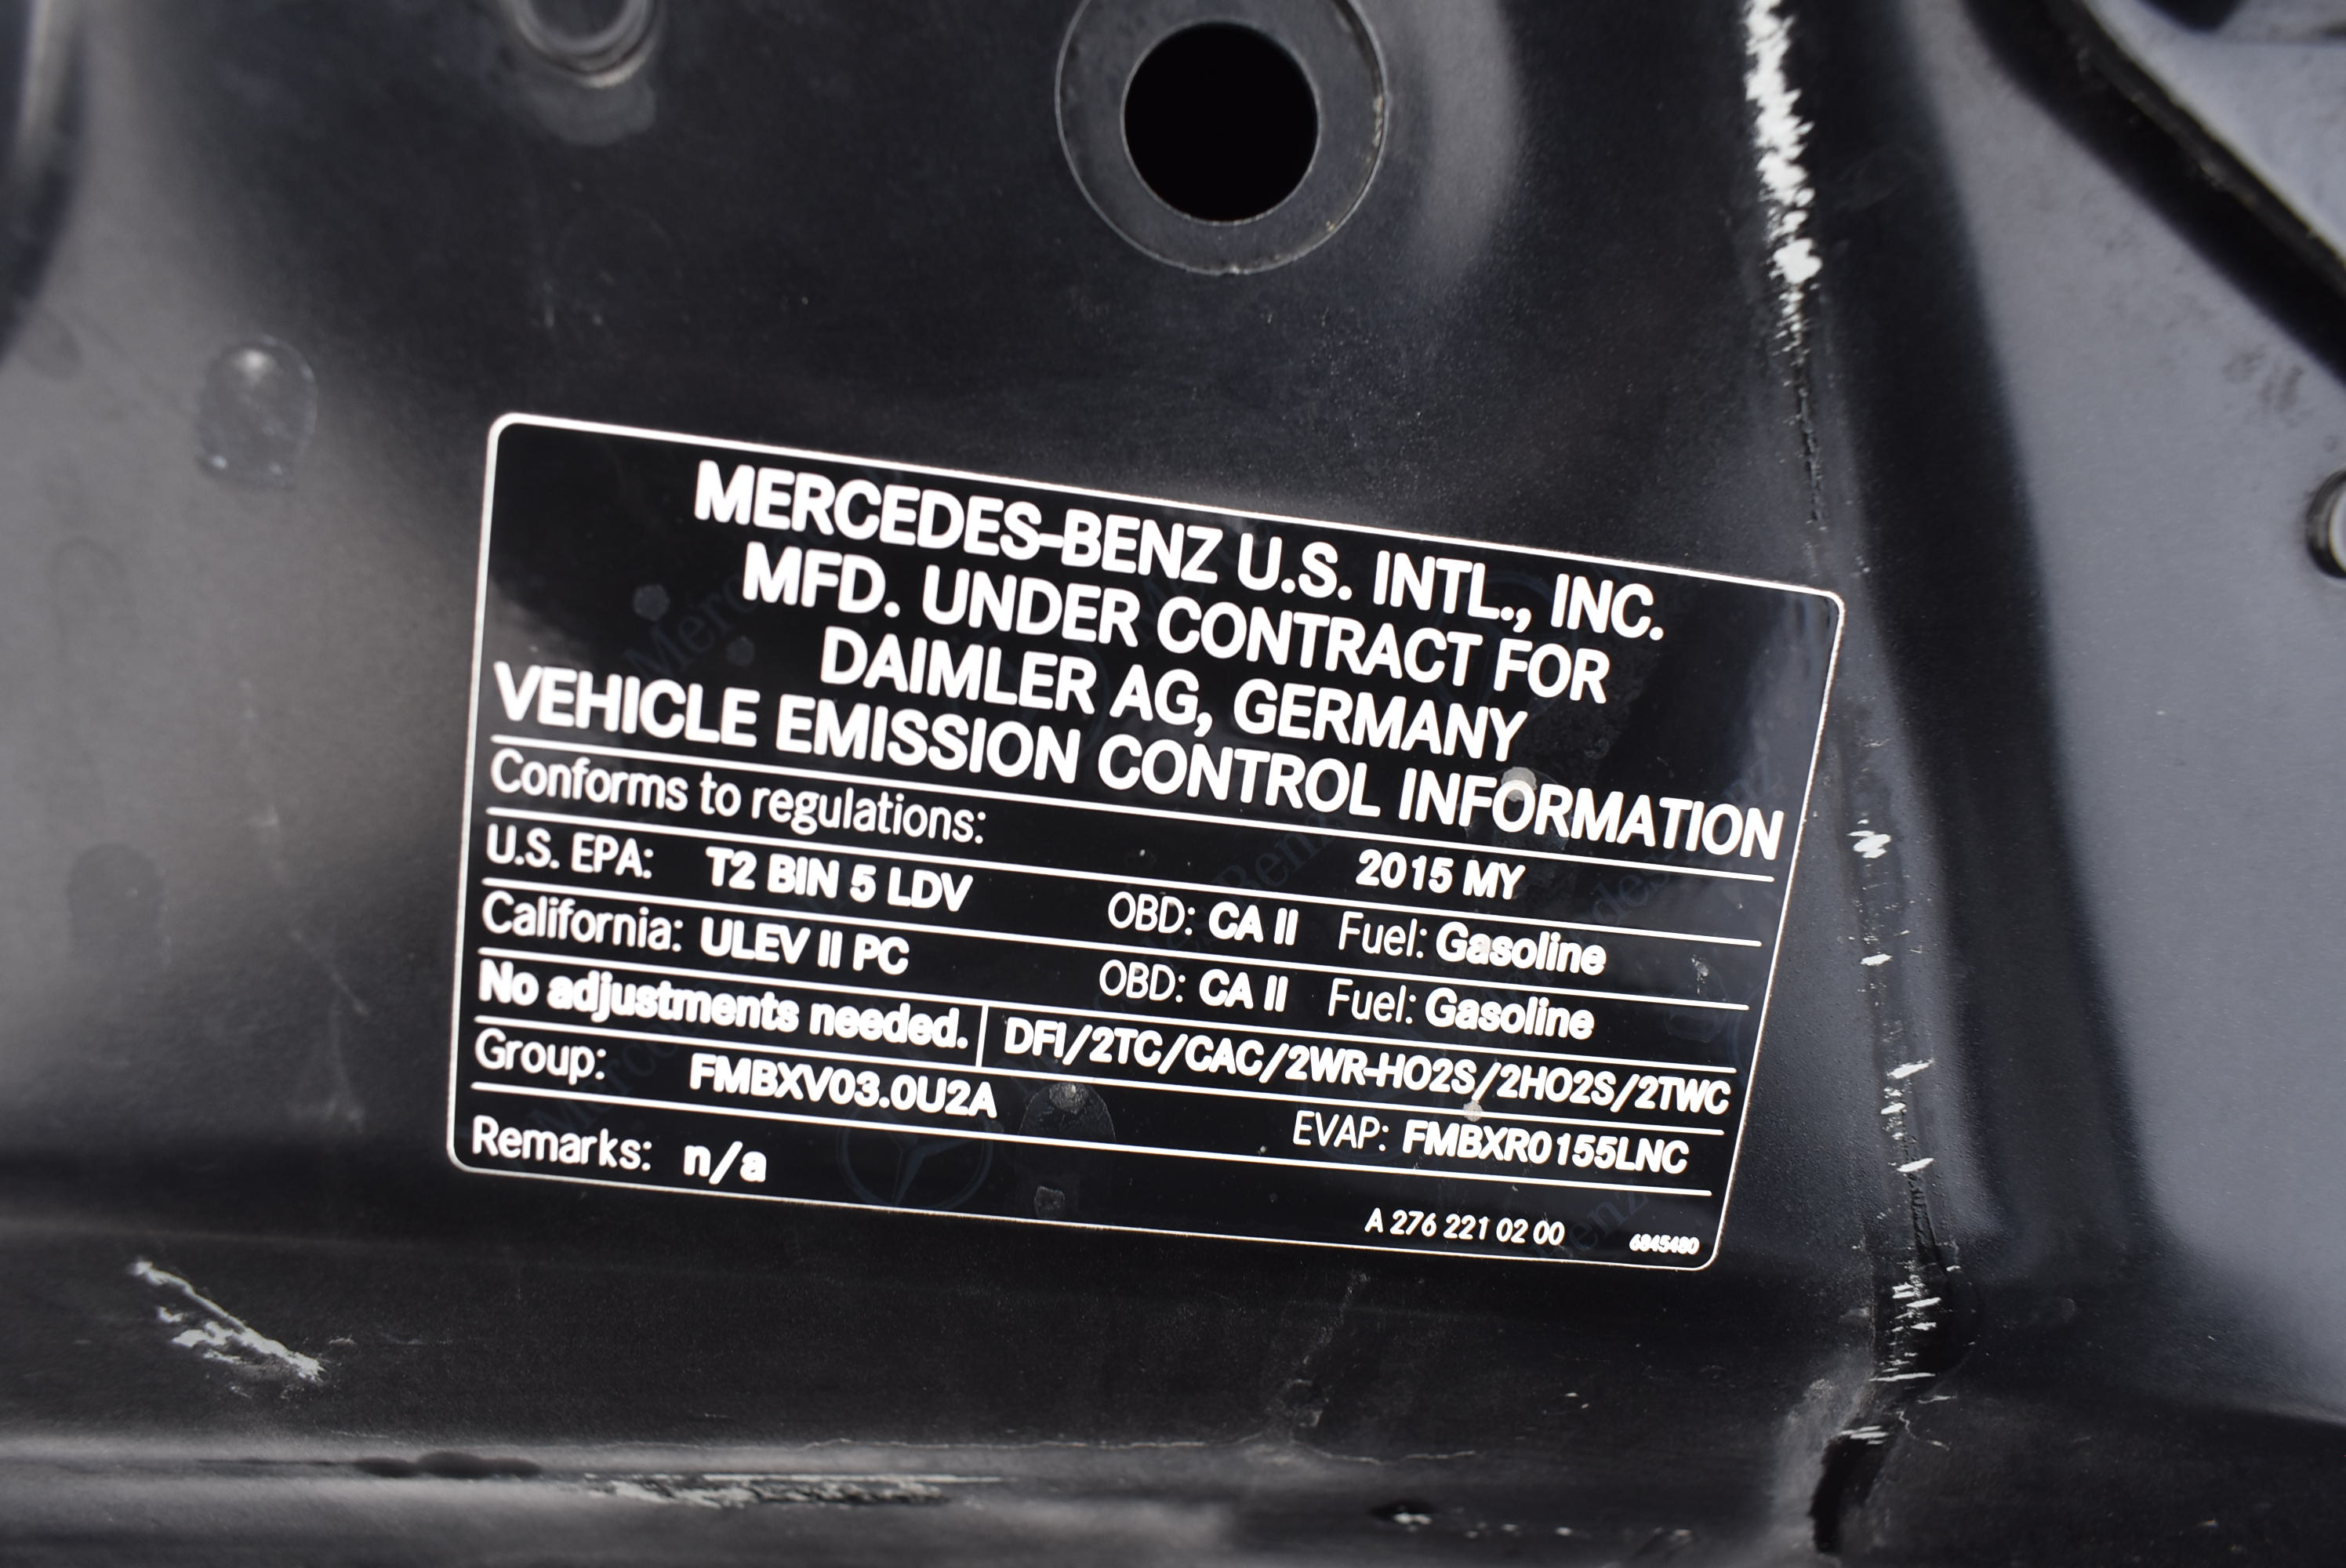 MERCEDES-BENZ U.S. INTL., INC.
MFD. UNDER CONTRACT FOR
DAIMLER AG, GERMANY
VEHICLE EMISSION CONTROL INFORMATION
Conforms to regulations: 2015 MY
U.S. EPA: T2 BIN 5 LDV OBD: CA II Fuel: Gasoline
California: ULEV II PC OBD: CA II Fuel: Gasoline
No adjustments needed. DFI/2TC/CAC/2WR-HO2S/2HO2S/2TWC
Group: FMBXV03.0U2A EVAP: FMBXR0155LNC
Remarks: n/a
A 276 221 02 00 6845480